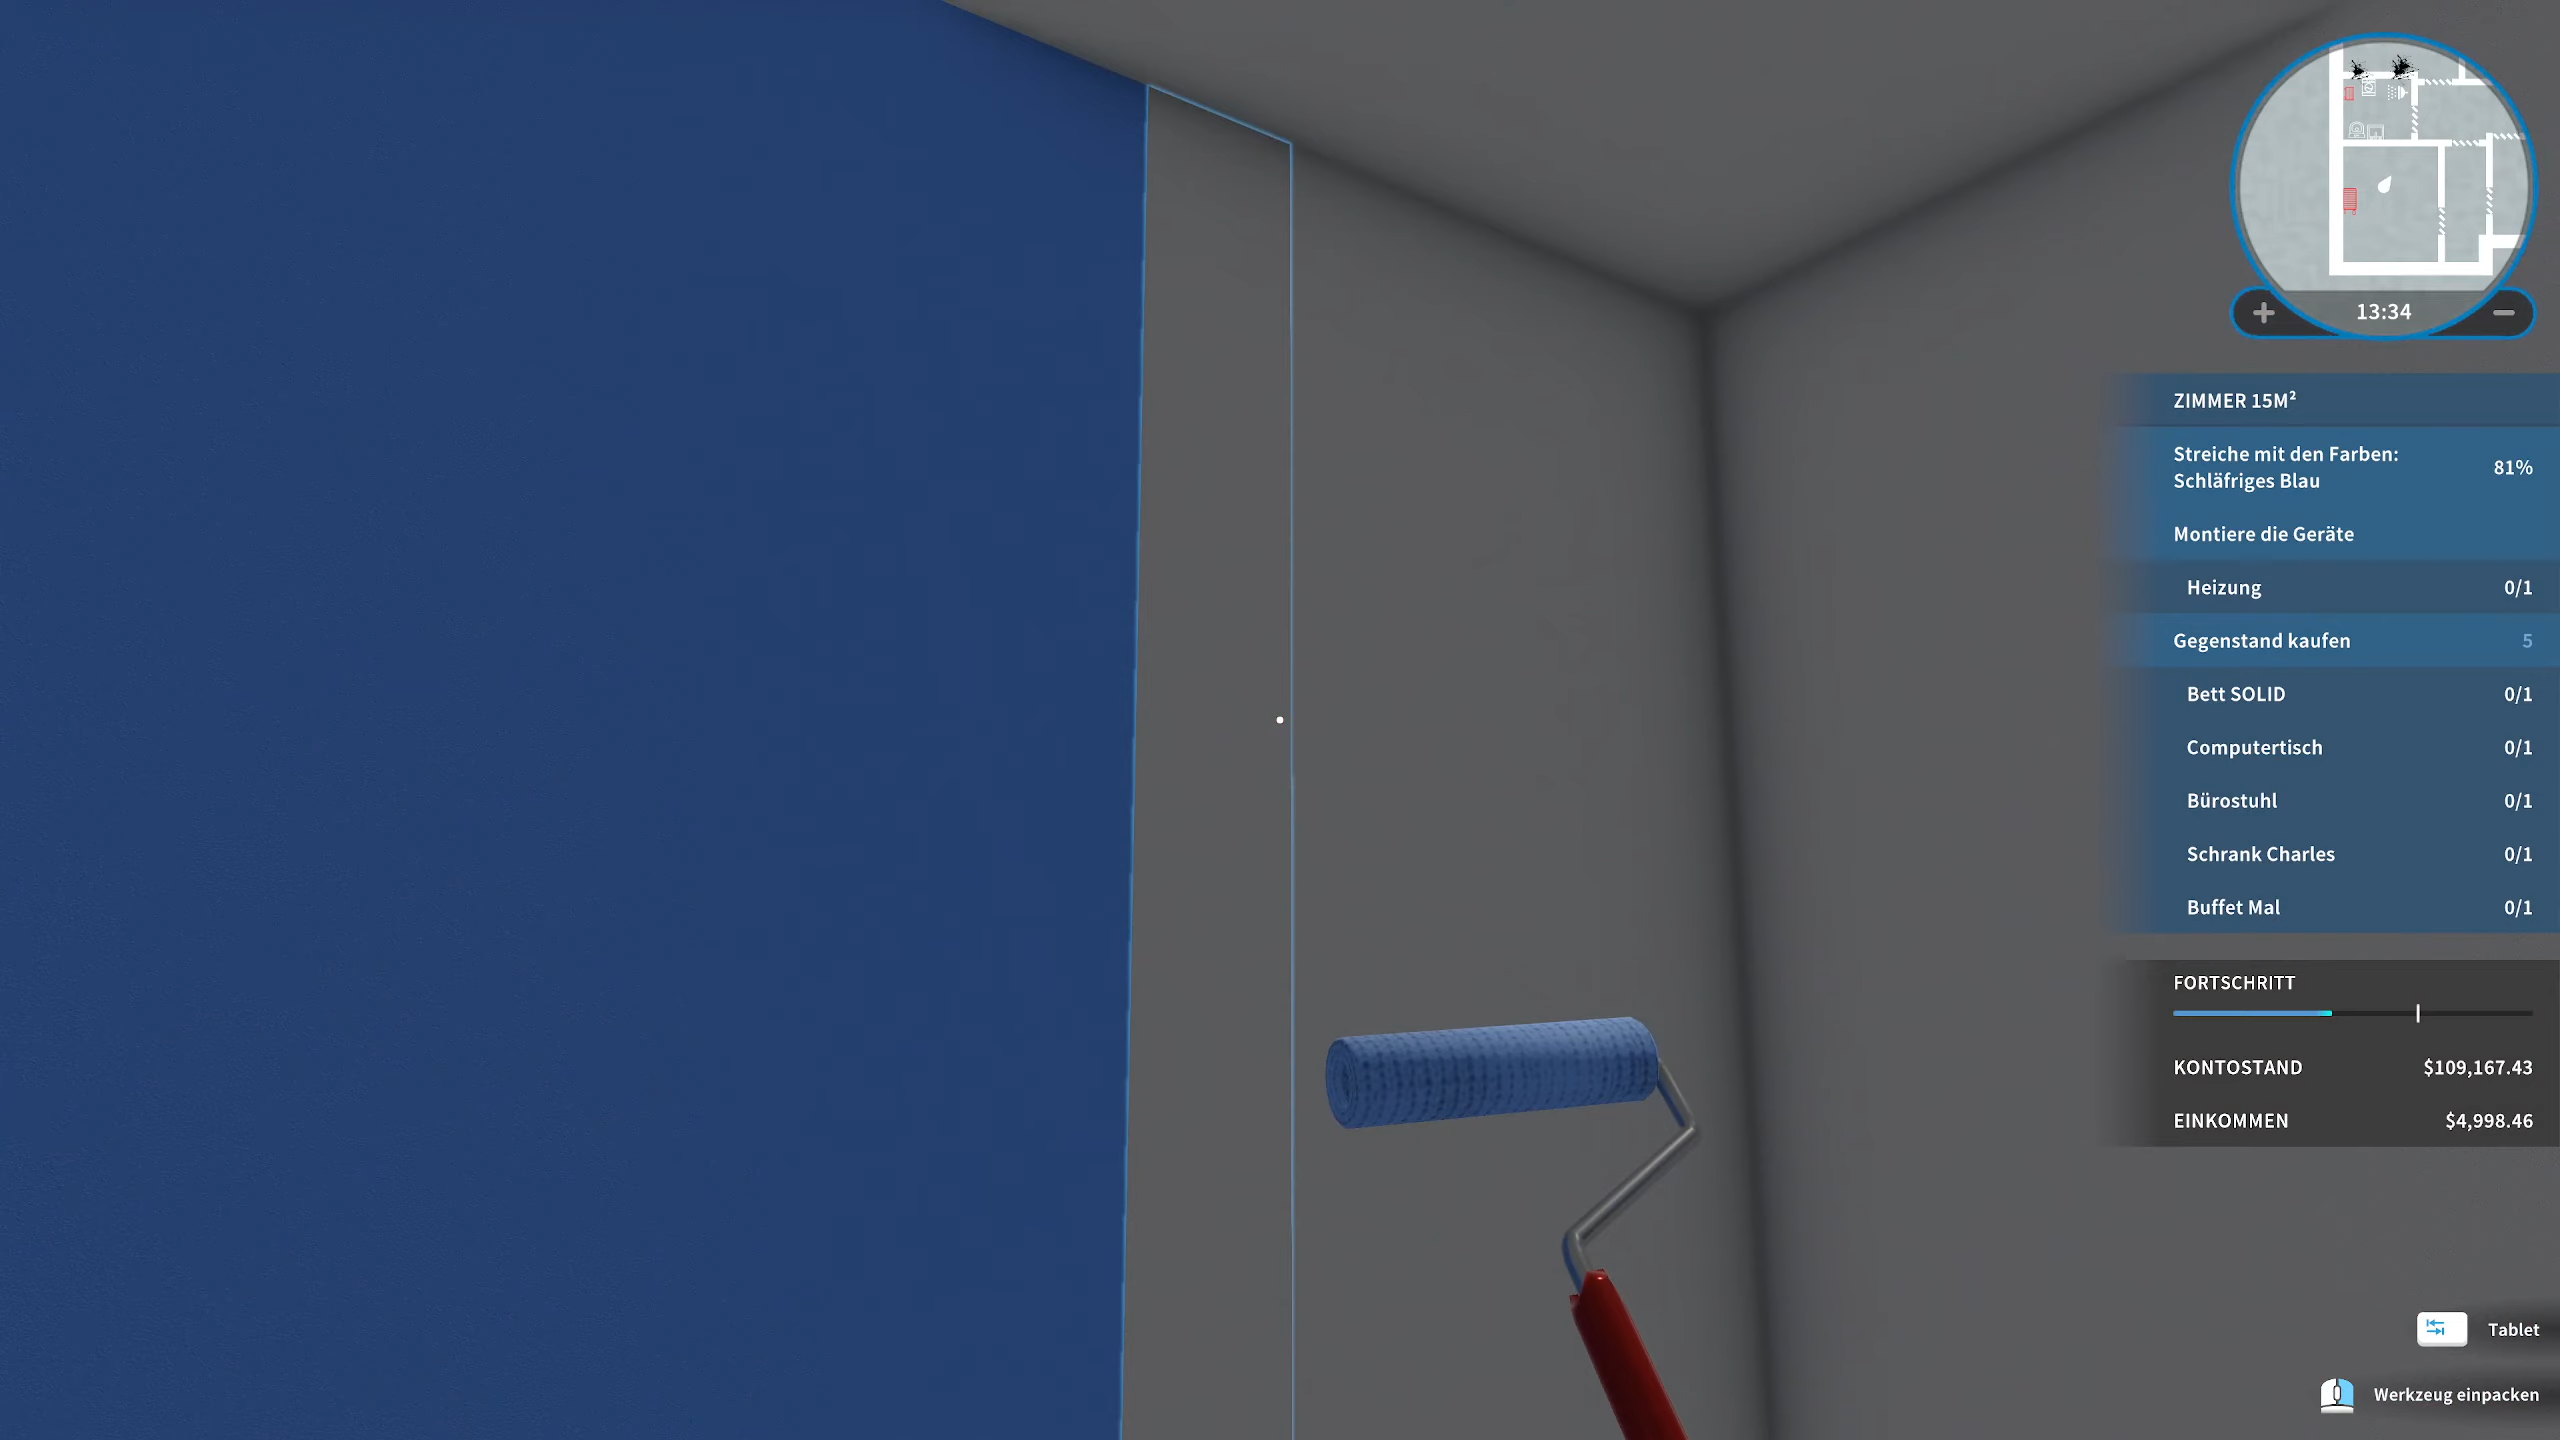 13:34
ZIMMER 15M²
Streiche mit den Farben:
Schläfriges Blau 81%
Montiere die Geräte
Heizung 0/1
Gegenstand kaufen 5
Bett SOLID 0/1
Computertisch 0/1
Bürostuhl 0/1
Schrank Charles 0/1
Buffet Mal 0/1
FORTSCHRITT
KONTOSTAND $109,167.43
EINKOMMEN $4,998.46
Tablet
Werkzeug einpacken